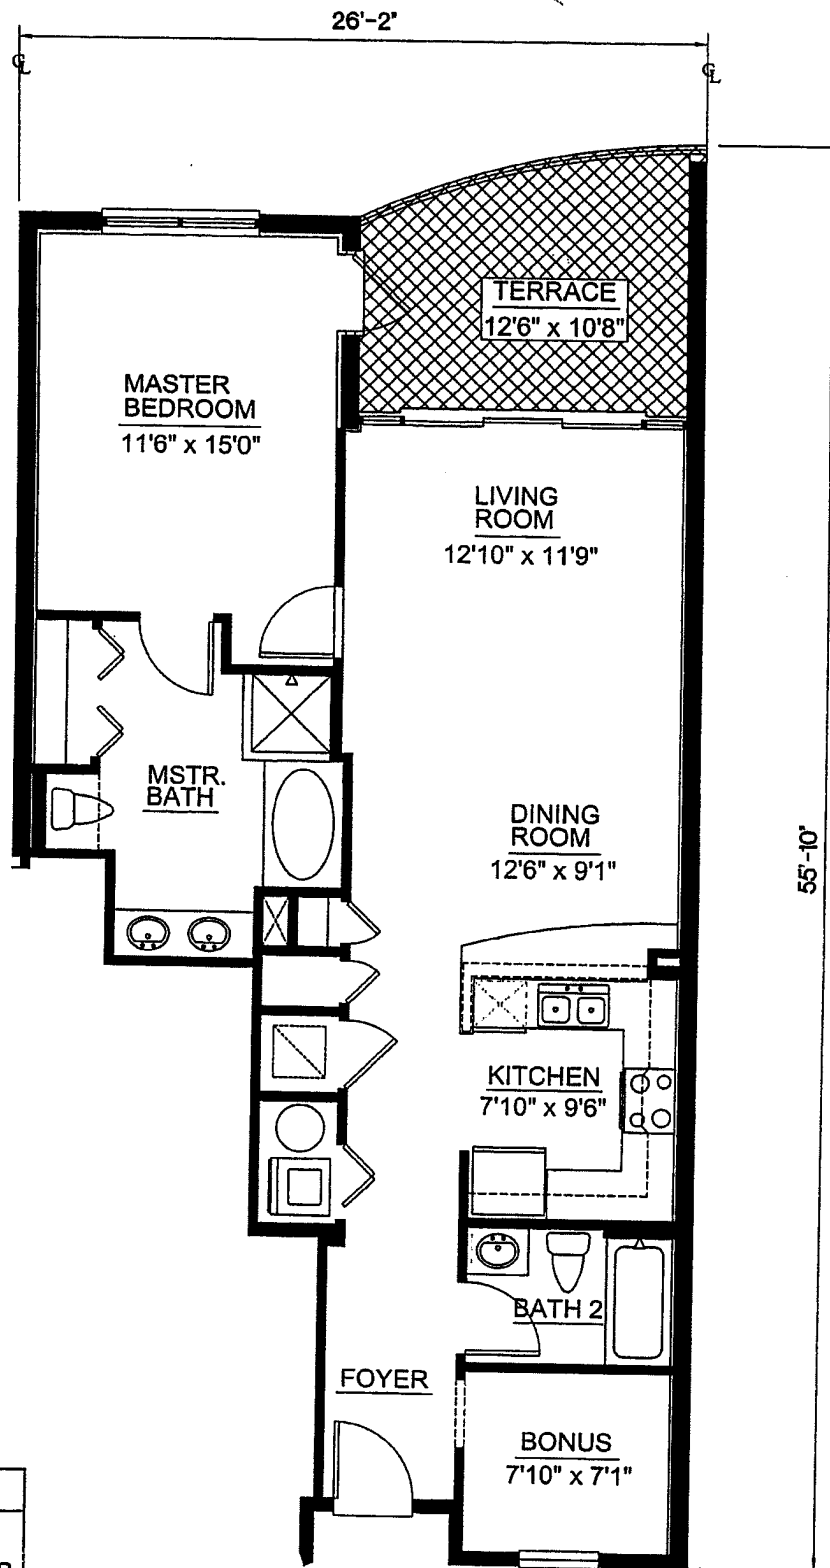 26'-2"
℄
℄
TERRACE
12'6" x 10'8"
MASTER
BEDROOM
11'6" x 15'0"
LIVING
ROOM
12'10" x 11'9"
MSTR.
BATH
DINING
ROOM
12'6" x 9'1"
55'-10"
KITCHEN
7'10" x 9'6"
BATH 2
FOYER
BONUS
7'10" x 7'1"